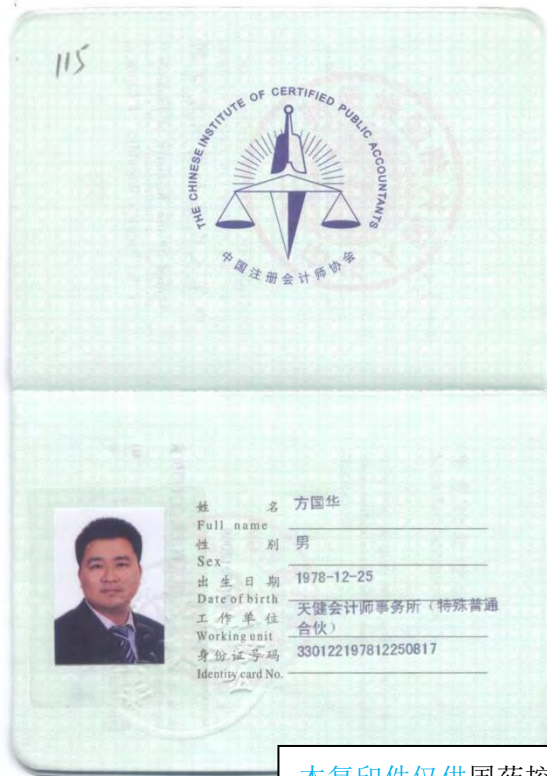 115
THE CHINESE INSTITUTE OF CERTIFIED PUBLIC ACCOUNTANTS
中国注册会计师协会
姓 名 方国华
Full name
性 别 男
Sex
出生日期 1978-12-25
Date of birth
工作单位 天健会计师事务所（特殊普通
Working unit 合伙）
身份证号码 330122197812250817
Identity card No.
本复印件仅供国药控